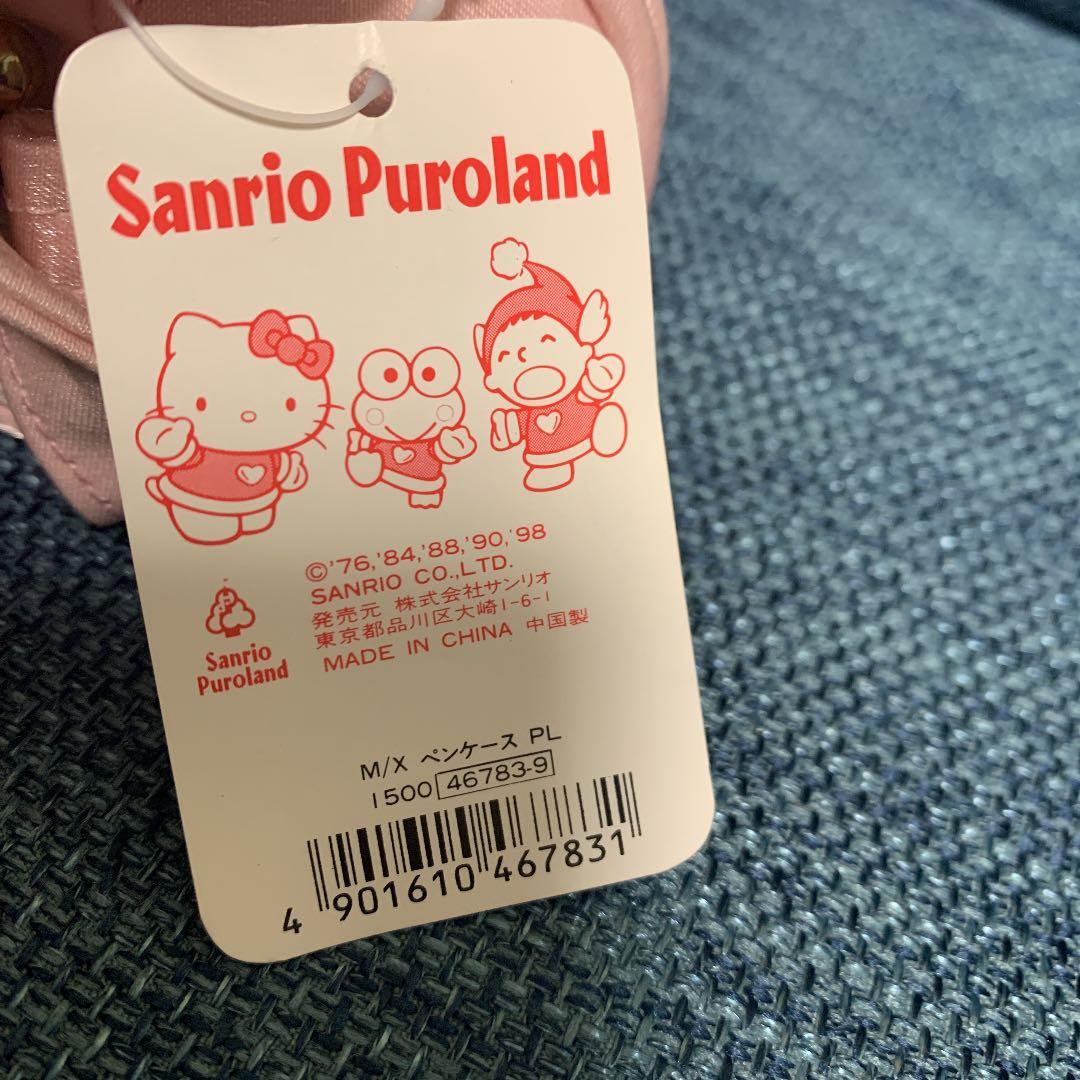 Sanrio Puroland
©'76,'84,'88,'90,'98
SANRIO CO.,LTD.
発売元 株式会社サンリオ
東京都品川区大崎1-6-1
MADE IN CHINA 中国製
Sanrio
Puroland
M/X ペンケース PL
1500 46783-9
4 901610 467831